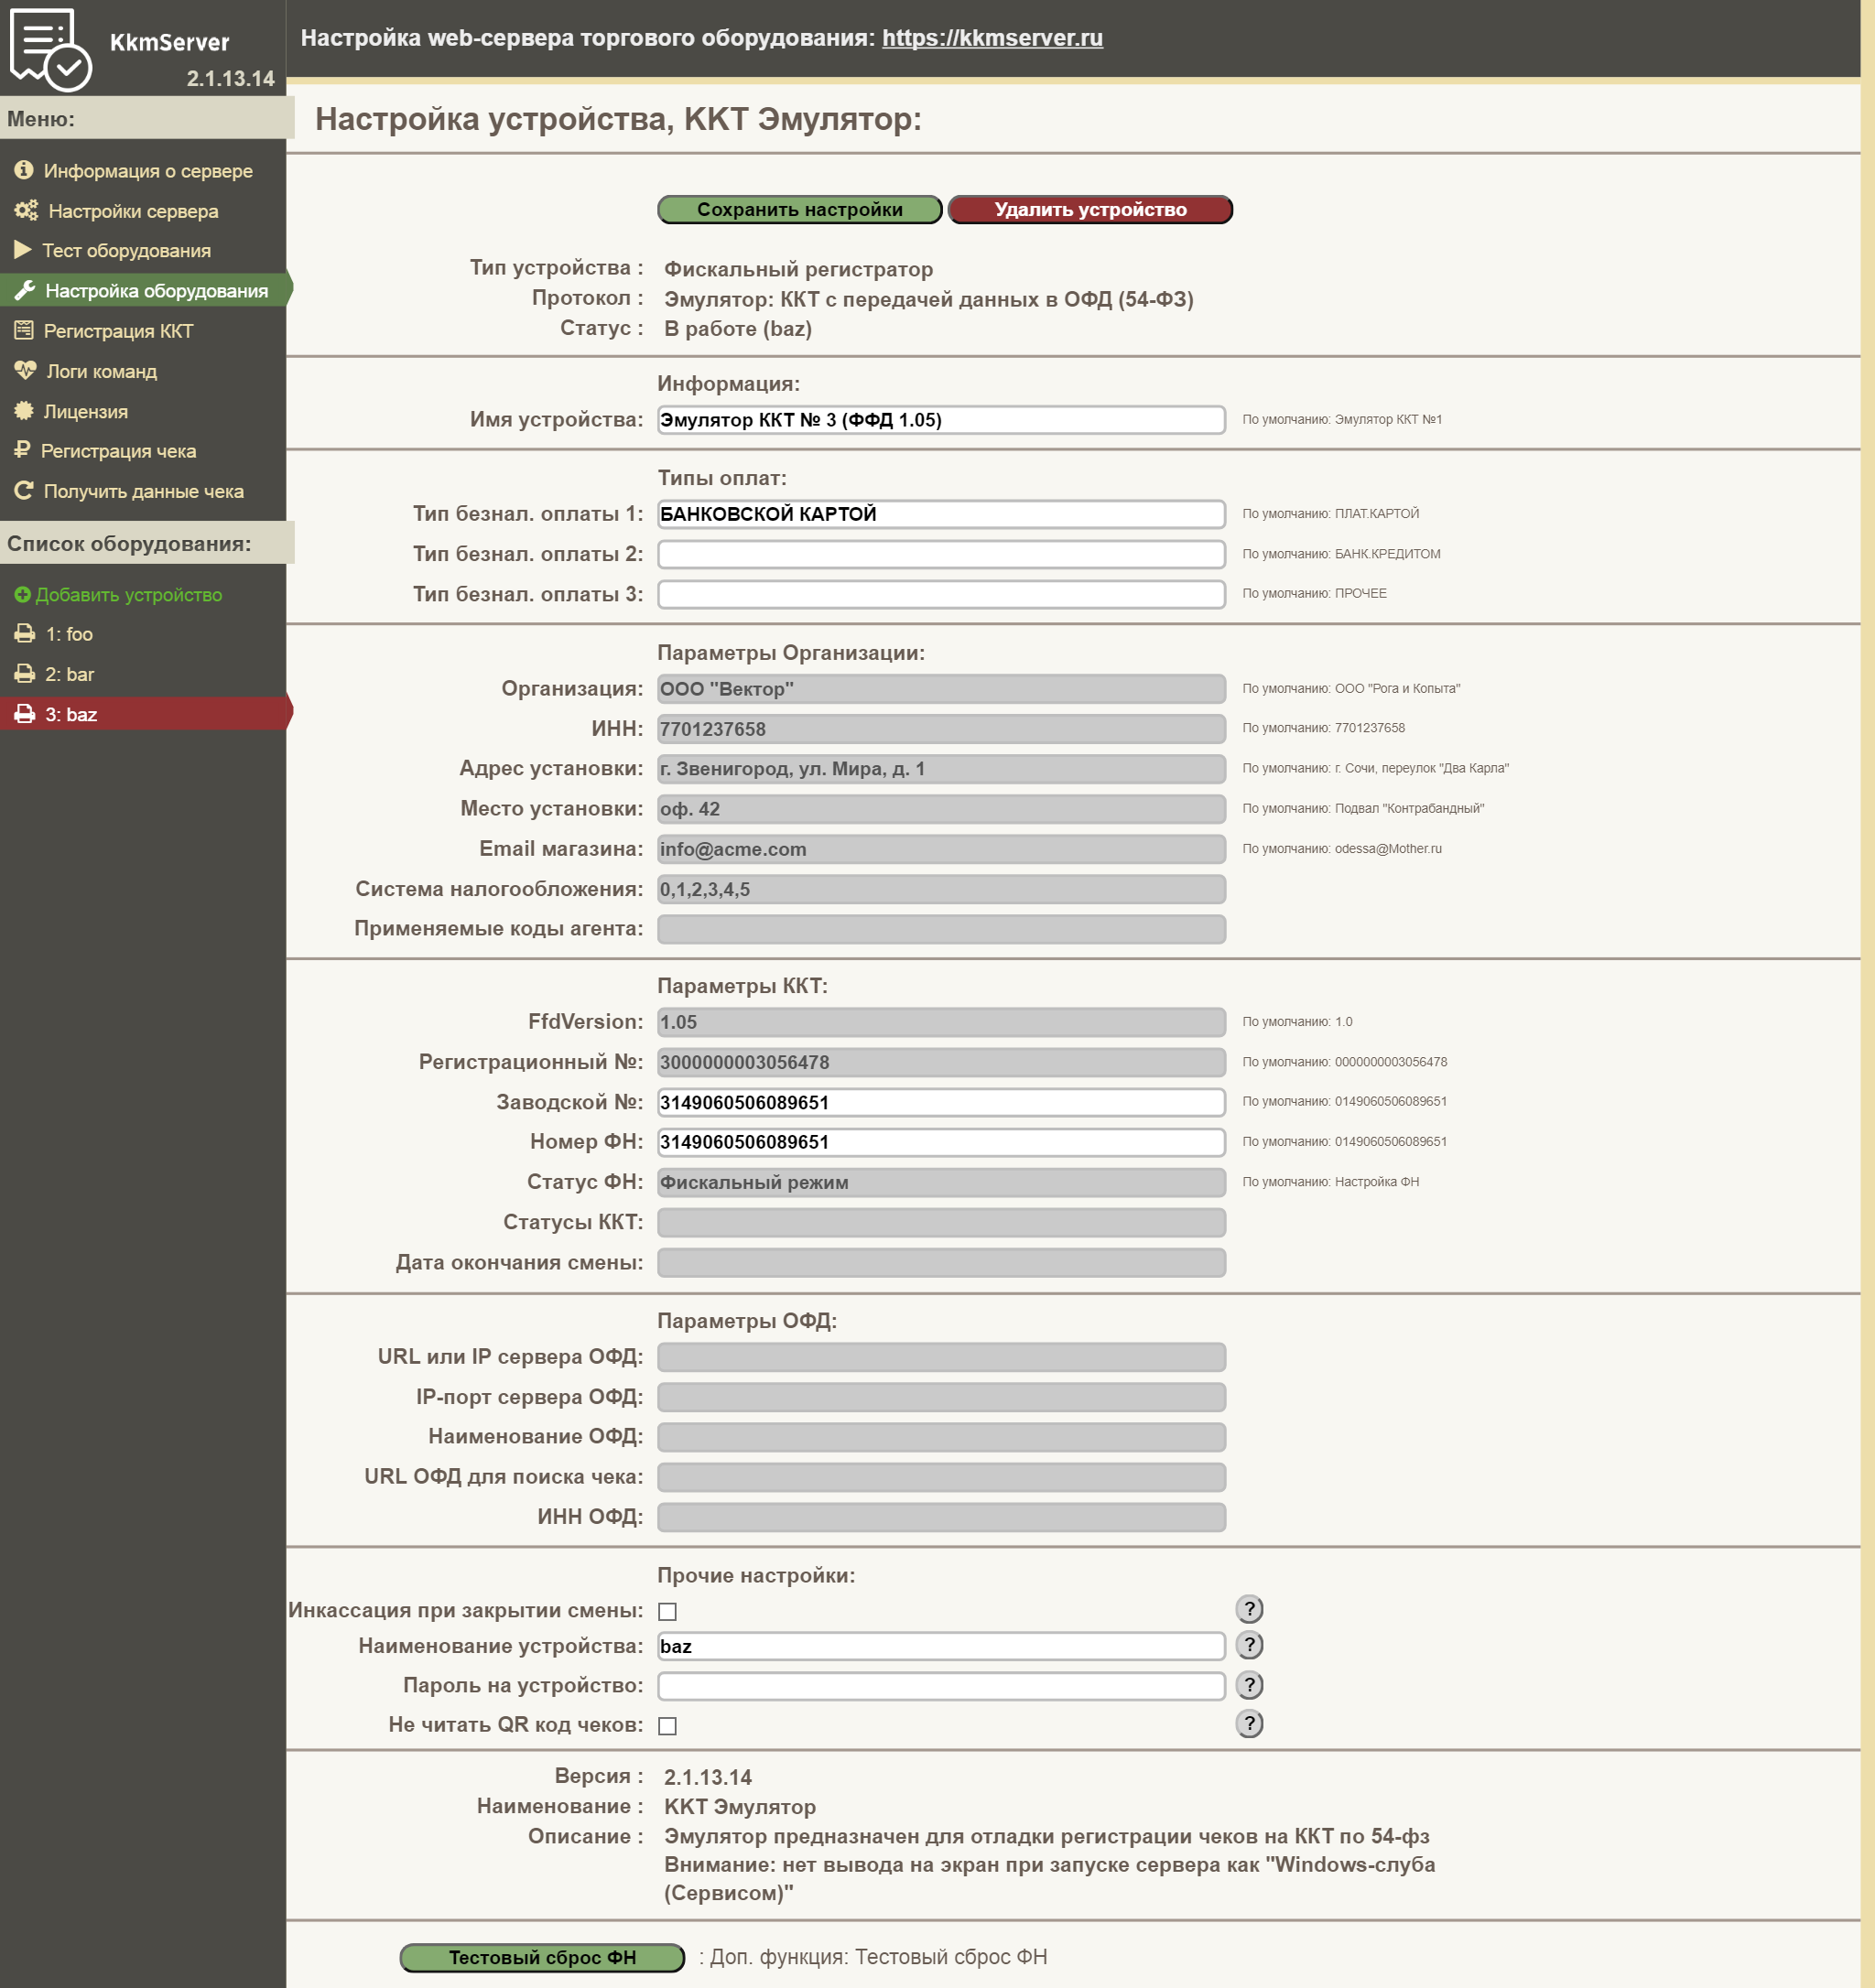 KkmServer
2.1.13.14
Настройка web-сервера торгового оборудования: https://kkmserver.ru
Меню:
Информация о сервере
Настройки сервера
Тест оборудования
Настройка оборудования
Регистрация ККТ
Логи команд
Лицензия
Регистрация чека
Получить данные чека
Список оборудования:
Добавить устройство
1: foo
2: bar
3: baz
Настройка устройства, ККТ Эмулятор:
Сохранить настройки Удалить устройство
Тип устройства : Фискальный регистратор
Протокол : Эмулятор: ККТ с передачей данных в ОФД (54-ФЗ)
Статус : В работе (baz)
Информация:
Имя устройства: Эмулятор ККТ № 3 (ФФД 1.05) По умолчанию: Эмулятор ККТ №1
Типы оплат:
Тип безнал. оплаты 1: БАНКОВСКОЙ КАРТОЙ По умолчанию: ПЛАТ.КАРТОЙ
Тип безнал. оплаты 2: По умолчанию: БАНК.КРЕДИТОМ
Тип безнал. оплаты 3: По умолчанию: ПРОЧЕЕ
Параметры Организации:
Организация: ООО "Вектор" По умолчанию: ООО "Рога и Копыта"
ИНН: 7701237658 По умолчанию: 7701237658
Адрес установки: г. Звенигород, ул. Мира, д. 1 По умолчанию: г. Сочи, переулок "Два Карла"
Место установки: оф. 42 По умолчанию: Подвал "Контрабандный"
Email магазина: info@acme.com По умолчанию: odessa@Mother.ru
Система налогообложения: 0,1,2,3,4,5
Применяемые коды агента:
Параметры ККТ:
FfdVersion: 1.05 По умолчанию: 1.0
Регистрационный №: 3000000003056478 По умолчанию: 0000000003056478
Заводской №: 3149060506089651 По умолчанию: 0149060506089651
Номер ФН: 3149060506089651 По умолчанию: 0149060506089651
Статус ФН: Фискальный режим По умолчанию: Настройка ФН
Статусы ККТ:
Дата окончания смены:
Параметры ОФД:
URL или IP сервера ОФД:
IP-порт сервера ОФД:
Наименование ОФД:
URL ОФД для поиска чека:
ИНН ОФД:
Прочие настройки:
Инкассация при закрытии смены: ?
Наименование устройства: baz ?
Пароль на устройство: ?
Не читать QR код чеков: ?
Версия : 2.1.13.14
Наименование : ККТ Эмулятор
Описание : Эмулятор предназначен для отладки регистрации чеков на ККТ по 54-фз
Внимание: нет вывода на экран при запуске сервера как "Windows-слуба
(Сервисом)"
Тестовый сброс ФН : Доп. функция: Тестовый сброс ФН